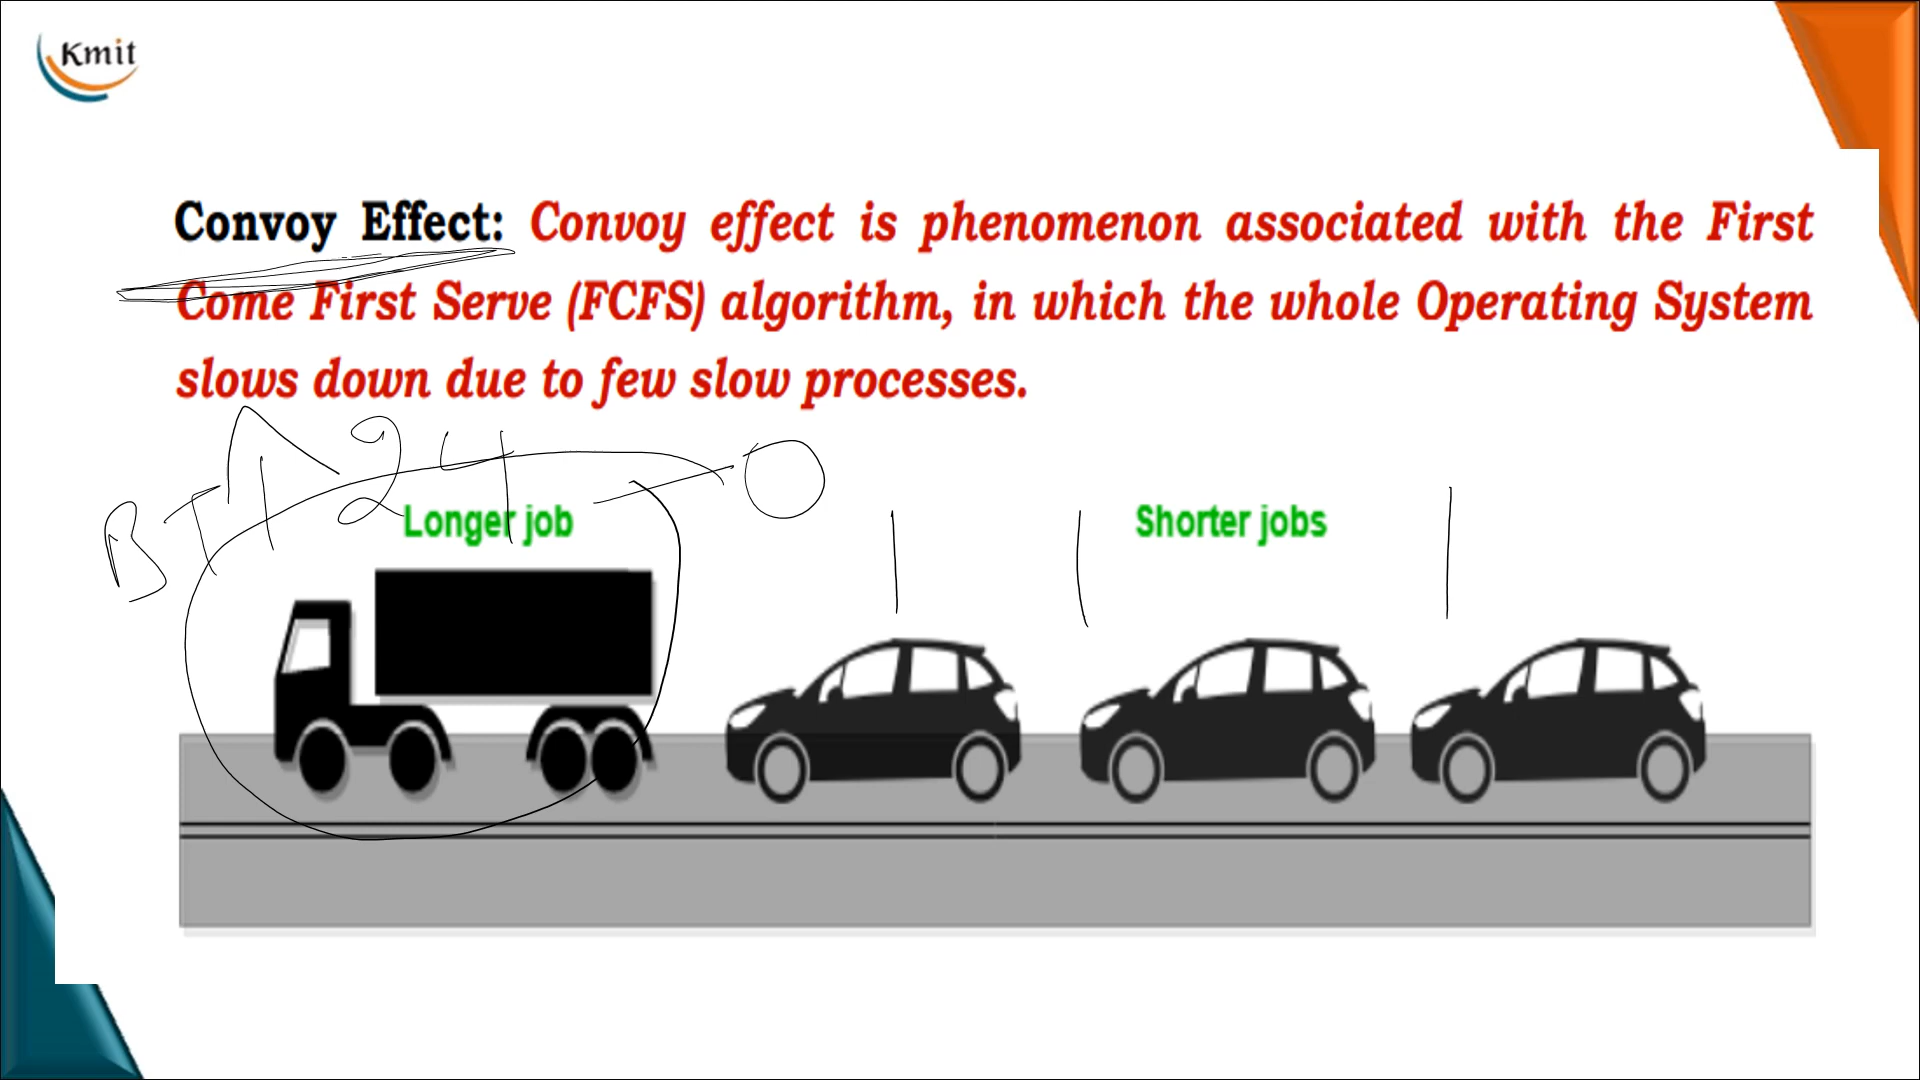 Kmit
Convoy Effect: Convoy effect is phenomenon associated with the First
Come First Serve (FCFS) algorithm, in which the whole Operating System
slows down due to few slow processes.
BT 24
Longer job
Shorter jobs